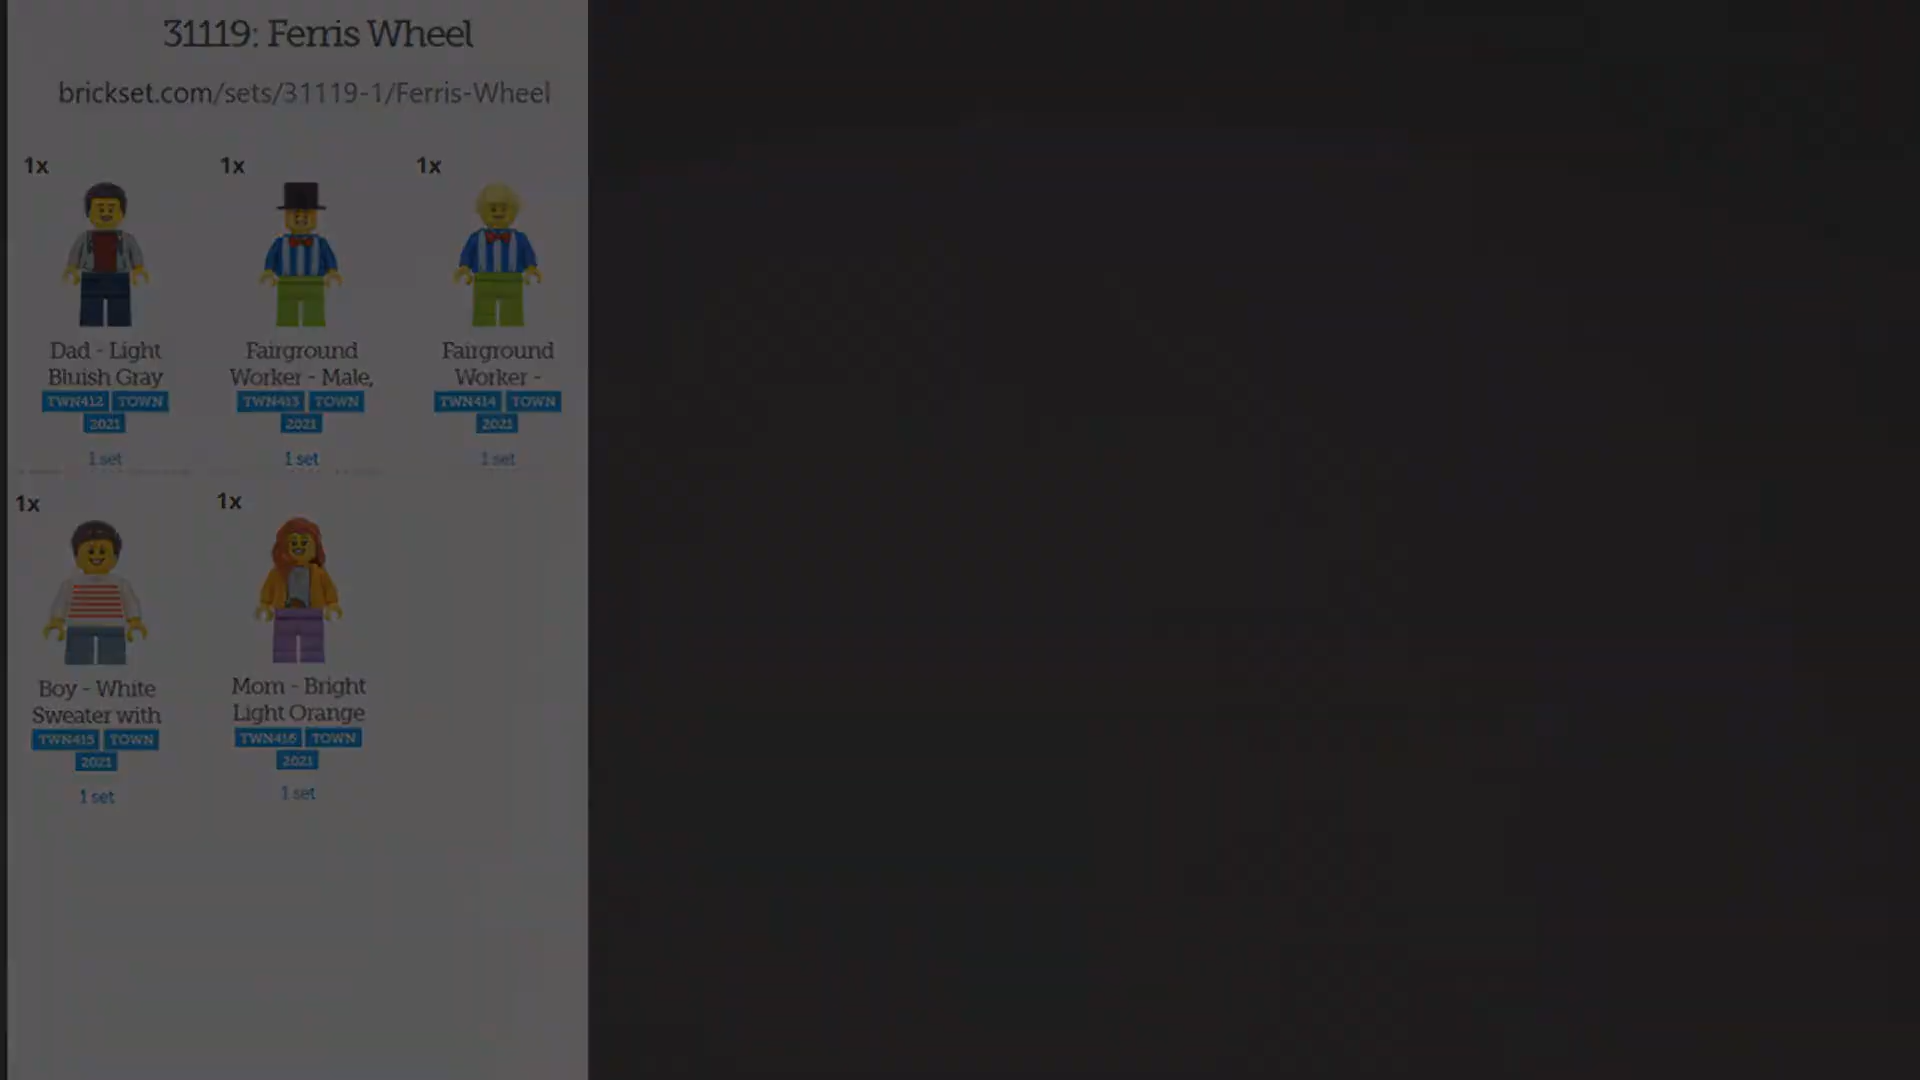 31119: Ferris Wheel
brickset.com/sets/31119-1/Ferris-Wheel
1x 1x 1x
Dad - Light Bluish Gray
TWN412 TOWN
2021
1 set
Fairground Worker - Male,
TWN413 TOWN
2021
1 set
Fairground Worker -
TWN414 TOWN
2021
1 set
1x 1x
Boy - White Sweater with
TWN415 TOWN
2021
1 set
Mom - Bright Light Orange
TWN416 TOWN
2021
1 set